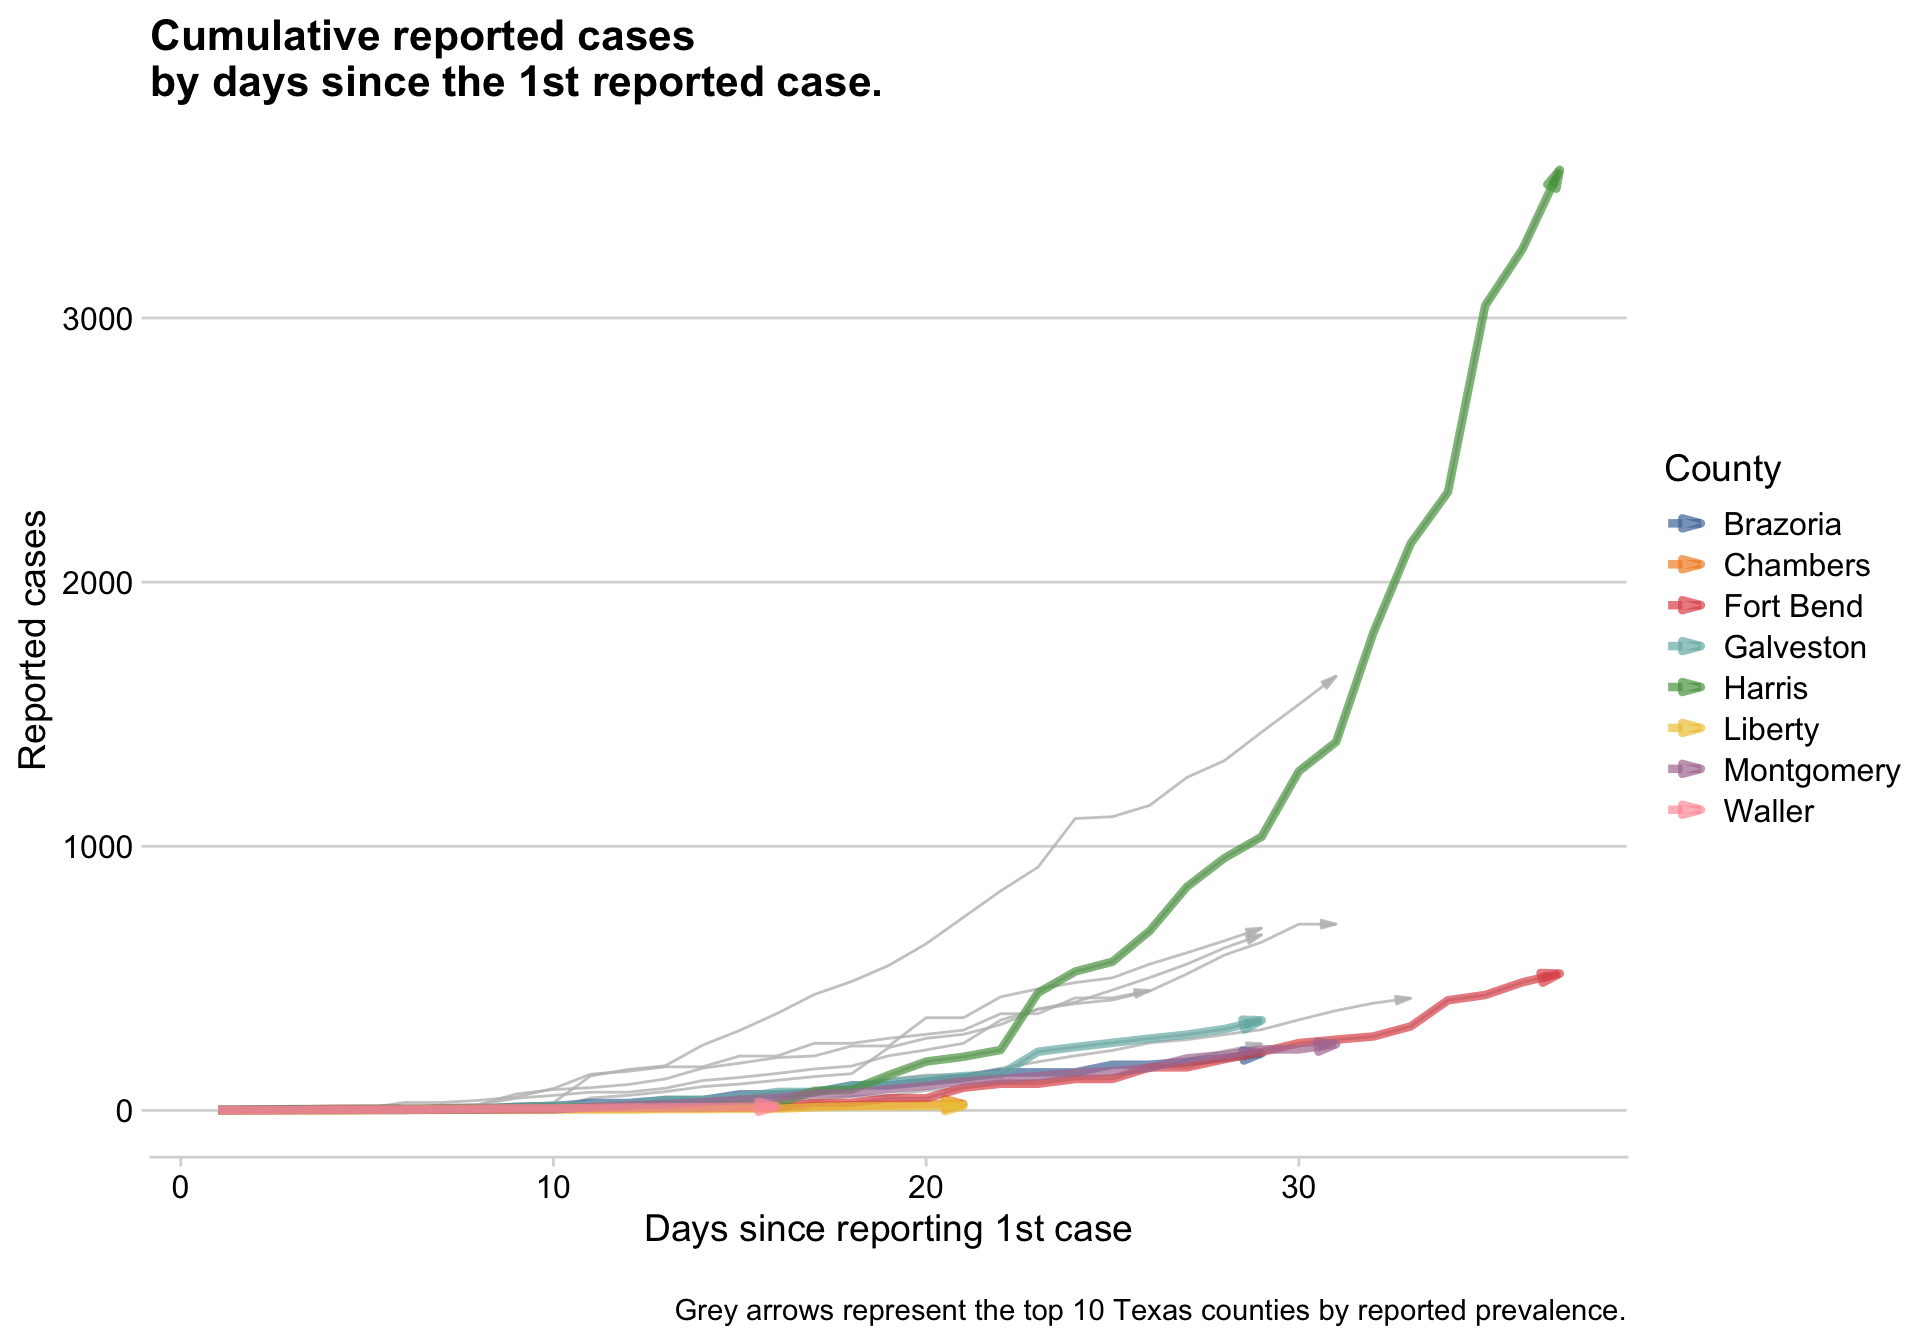 Cumulative reported cases
by days since the 1st reported case.
3000
2000
1000
0
Reported cases
0 10 20 30
Days since reporting 1st case
County
Brazoria
Chambers
Fort Bend
Galveston
Harris
Liberty
Montgomery
Waller
Grey arrows represent the top 10 Texas counties by reported prevalence.